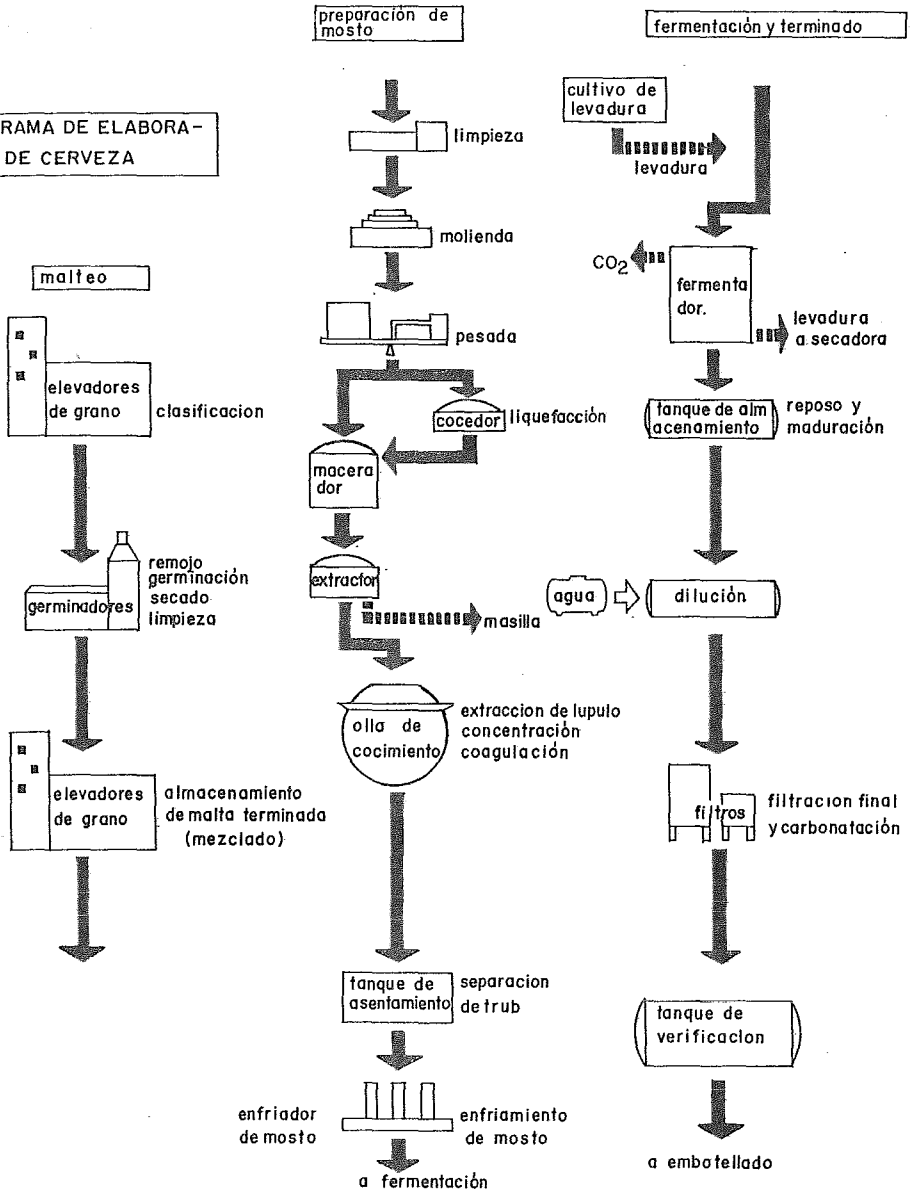 RAMA DE ELABORA-
DE CERVEZA
malteo
elevadores
de grano
clasificacion
germinadores
remojo
germinación
secado
limpieza
elevadores
de grano
almacenamiento
de malta terminada
(mezclado)
preparación de
mosto
limpieza
molienda
pesada
cocedor
liquefacción
macera
dor
extractor
masilla
olla de
cocimiento
extraccion de lupulo
concentración
coagulación
tanque de
asentamiento
separacion
de trub
enfriador
de mosto
enfriamiento
de mosto
a fermentación
fermentación y terminado
cultivo de
levadura
levadura
CO2
fermenta
dor.
levadura
a secadora
tanque de alm
acenamiento
reposo y
maduración
agua
dilución
filtros
filtracion final
y carbonatación
tanque de
verificacion
a embotellado